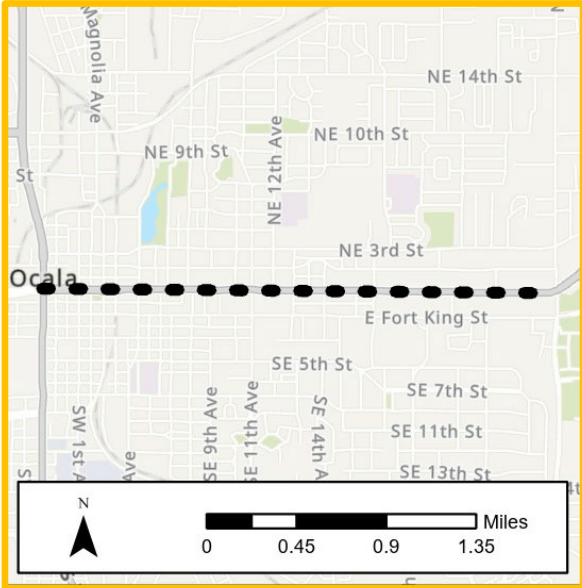 Magnolia Ave
NE 14th St
NE 10th St
NE 9th St
NE 12th Ave
St
NE 3rd St
Ocala
E Fort King St
SE 5th St
SE 7th St
SE 9th Ave
SE 11th Ave
SE 14th A
SW 1st A
Ave
SE 11th St
SE 13th St
S
4t
N
Miles
0 0.45 0.9 1.35